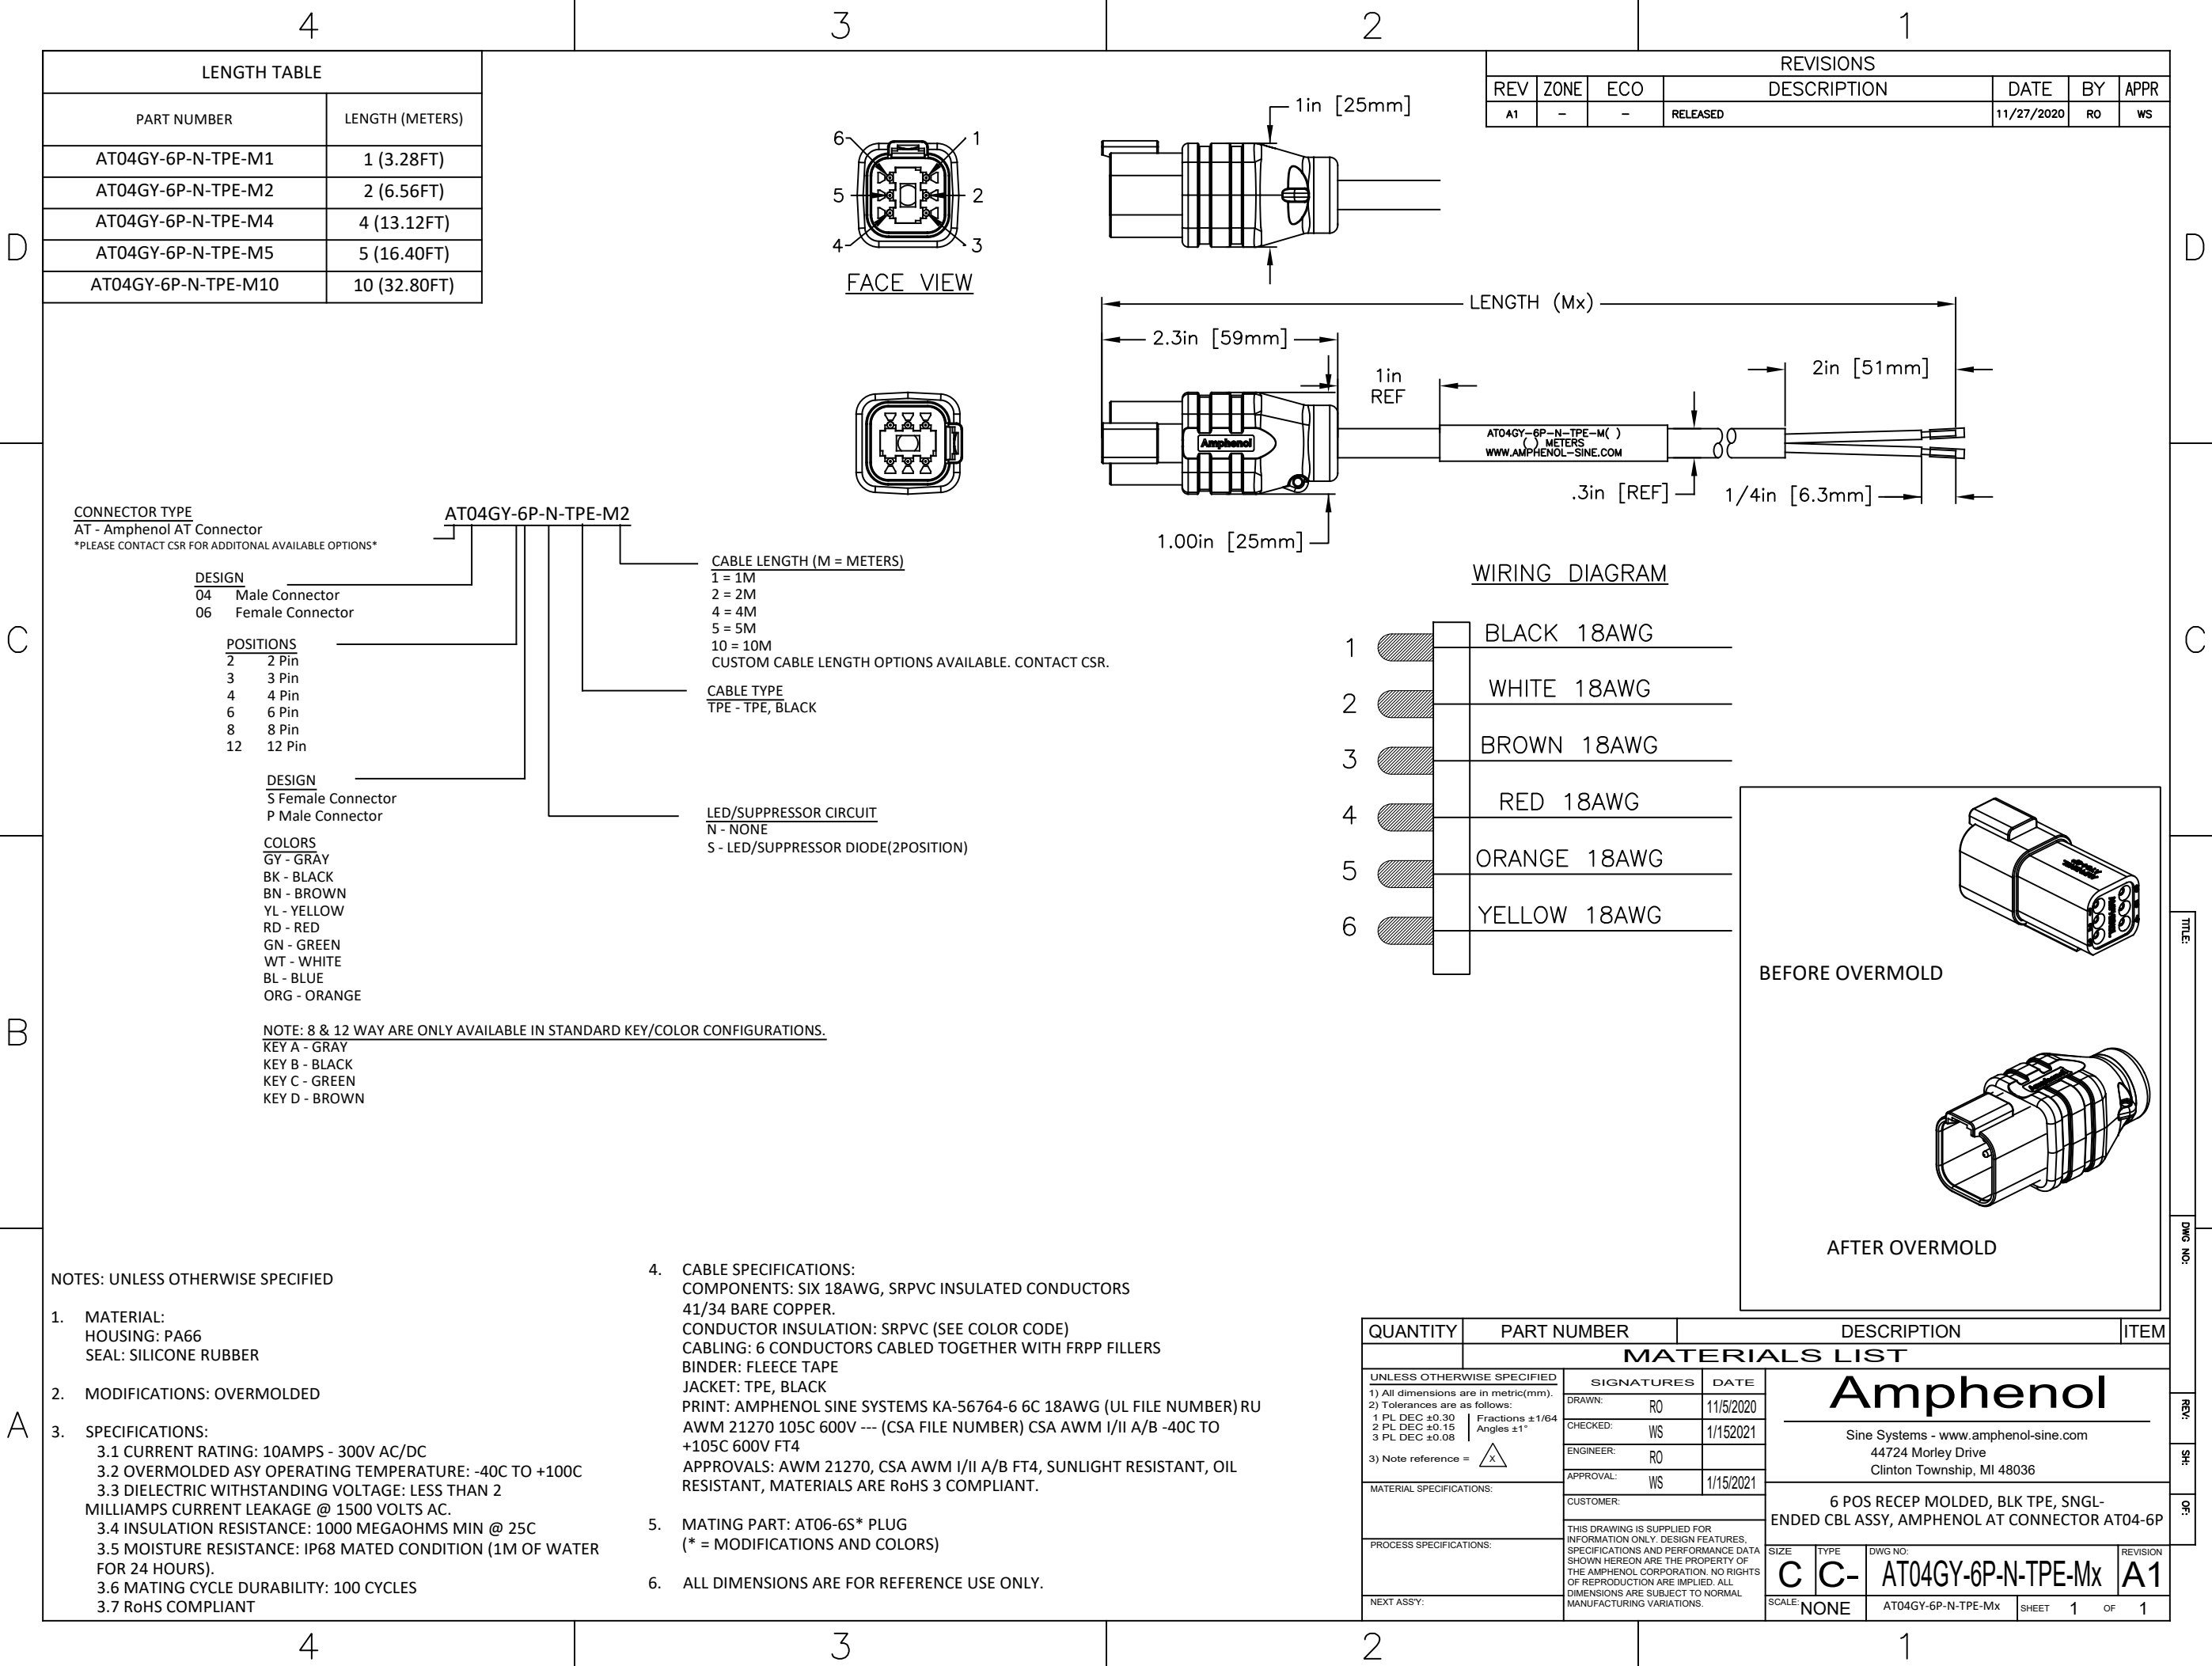 4
3
2
1
LENGTH TABLE
PART NUMBER LENGTH (METERS)
AT04GY-6P-N-TPE-M1 1 (3.28FT)
AT04GY-6P-N-TPE-M2 2 (6.56FT)
AT04GY-6P-N-TPE-M4 4 (13.12FT)
AT04GY-6P-N-TPE-M5 5 (16.40FT)
AT04GY-6P-N-TPE-M10 10 (32.80FT)
REVISIONS
REV ZONE ECO DESCRIPTION DATE BY APPR
A1 - - RELEASED 11/27/2020 RO WS
D
D
6 1
5 2
4 3
FACE VIEW
1in [25mm]
LENGTH (Mx)
2.3in [59mm]
1in
REF
2in [51mm]
Amphenol
AT04GY-6P-N-TPE-M( )
( ) METERS
WWW.AMPHENOL-SINE.COM
.3in [REF]
1/4in [6.3mm]
1.00in [25mm]
CONNECTOR TYPE
AT - Amphenol AT Connector
*PLEASE CONTACT CSR FOR ADDITONAL AVAILABLE OPTIONS*
AT04GY-6P-N-TPE-M2
DESIGN
04 Male Connector
06 Female Connector
POSITIONS
2 2 Pin
3 3 Pin
4 4 Pin
6 6 Pin
8 8 Pin
12 12 Pin
DESIGN
S Female Connector
P Male Connector
COLORS
GY - GRAY
BK - BLACK
BN - BROWN
YL - YELLOW
RD - RED
GN - GREEN
WT - WHITE
BL - BLUE
ORG - ORANGE
NOTE: 8 & 12 WAY ARE ONLY AVAILABLE IN STANDARD KEY/COLOR CONFIGURATIONS.
KEY A - GRAY
KEY B - BLACK
KEY C - GREEN
KEY D - BROWN
CABLE LENGTH (M = METERS)
1 = 1M
2 = 2M
4 = 4M
5 = 5M
10 = 10M
CUSTOM CABLE LENGTH OPTIONS AVAILABLE. CONTACT CSR.
CABLE TYPE
TPE - TPE, BLACK
LED/SUPPRESSOR CIRCUIT
N - NONE
S - LED/SUPPRESSOR DIODE(2POSITION)
C
C
WIRING DIAGRAM
1 BLACK 18AWG
2 WHITE 18AWG
3 BROWN 18AWG
4 RED 18AWG
5 ORANGE 18AWG
6 YELLOW 18AWG
BEFORE OVERMOLD
Amphenol
AFTER OVERMOLD
B
TITLE:
DWG NO:
REV:
SH:
OF:
A
NOTES: UNLESS OTHERWISE SPECIFIED
1. MATERIAL:
HOUSING: PA66
SEAL: SILICONE RUBBER
2. MODIFICATIONS: OVERMOLDED
3. SPECIFICATIONS:
3.1 CURRENT RATING: 10AMPS - 300V AC/DC
3.2 OVERMOLDED ASY OPERATING TEMPERATURE: -40C TO +100C
3.3 DIELECTRIC WITHSTANDING VOLTAGE: LESS THAN 2
MILLIAMPS CURRENT LEAKAGE @ 1500 VOLTS AC.
3.4 INSULATION RESISTANCE: 1000 MEGAOHMS MIN @ 25C
3.5 MOISTURE RESISTANCE: IP68 MATED CONDITION (1M OF WATER
FOR 24 HOURS).
3.6 MATING CYCLE DURABILITY: 100 CYCLES
3.7 RoHS COMPLIANT
4. CABLE SPECIFICATIONS:
COMPONENTS: SIX 18AWG, SRPVC INSULATED CONDUCTORS
41/34 BARE COPPER.
CONDUCTOR INSULATION: SRPVC (SEE COLOR CODE)
CABLING: 6 CONDUCTORS CABLED TOGETHER WITH FRPP FILLERS
BINDER: FLEECE TAPE
JACKET: TPE, BLACK
PRINT: AMPHENOL SINE SYSTEMS KA-56764-6 6C 18AWG (UL FILE NUMBER) RU
AWM 21270 105C 600V --- (CSA FILE NUMBER) CSA AWM I/II A/B -40C TO
+105C 600V FT4
APPROVALS: AWM 21270, CSA AWM I/II A/B FT4, SUNLIGHT RESISTANT, OIL
RESISTANT, MATERIALS ARE RoHS 3 COMPLIANT.
5. MATING PART: AT06-6S* PLUG
(* = MODIFICATIONS AND COLORS)
6. ALL DIMENSIONS ARE FOR REFERENCE USE ONLY.
QUANTITY PART NUMBER DESCRIPTION ITEM
MATERIALS LIST
UNLESS OTHERWISE SPECIFIED
1) All dimensions are in metric(mm).
2) Tolerances are as follows:
1 PL DEC ±0.30 Fractions ±1/64
2 PL DEC ±0.15 Angles ±1°
3 PL DEC ±0.08
3) Note reference = X
MATERIAL SPECIFICATIONS:
PROCESS SPECIFICATIONS:
NEXT ASS'Y:
SIGNATURES DATE
DRAWN: RO 11/5/2020
CHECKED: WS 1/152021
ENGINEER: RO
APPROVAL: WS 1/15/2021
CUSTOMER:
THIS DRAWING IS SUPPLIED FOR
INFORMATION ONLY. DESIGN FEATURES,
SPECIFICATIONS AND PERFORMANCE DATA
SHOWN HEREON ARE THE PROPERTY OF
THE AMPHENOL CORPORATION. NO RIGHTS
OF REPRODUCTION ARE IMPLIED. ALL
DIMENSIONS ARE SUBJECT TO NORMAL
MANUFACTURING VARIATIONS.
Amphenol
Sine Systems - www.amphenol-sine.com
44724 Morley Drive
Clinton Township, MI 48036
6 POS RECEP MOLDED, BLK TPE, SNGL-
ENDED CBL ASSY, AMPHENOL AT CONNECTOR AT04-6P
SIZE TYPE DWG NO: REVISION
C C- AT04GY-6P-N-TPE-Mx A1
SCALE: NONE AT04GY-6P-N-TPE-Mx SHEET 1 OF 1
4
3
2
1